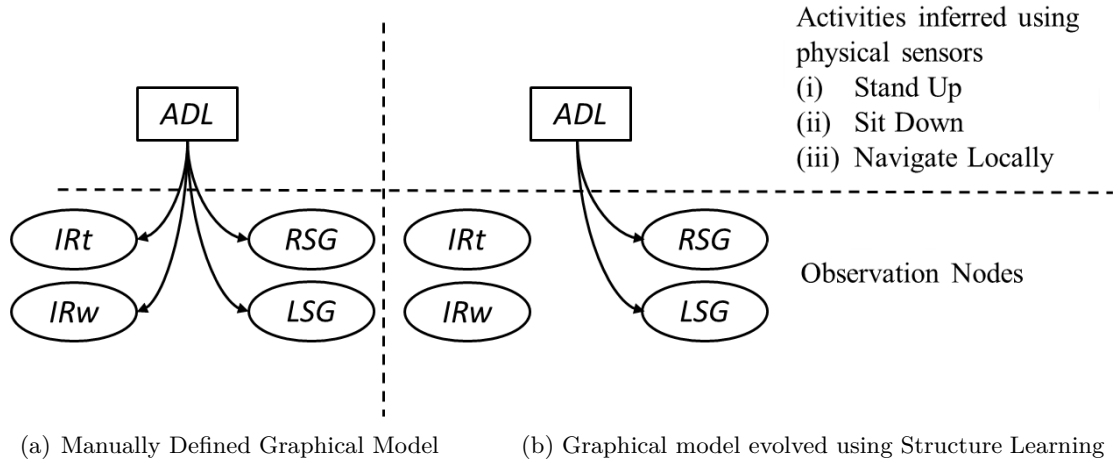 Activities inferred using
physical sensors
(i) Stand Up
(ii) Sit Down
(iii) Navigate Locally
ADL
ADL
IRt
RSG
IRt
RSG
Observation Nodes
IRw
LSG
IRw
LSG
(a) Manually Defined Graphical Model
(b) Graphical model evolved using Structure Learning